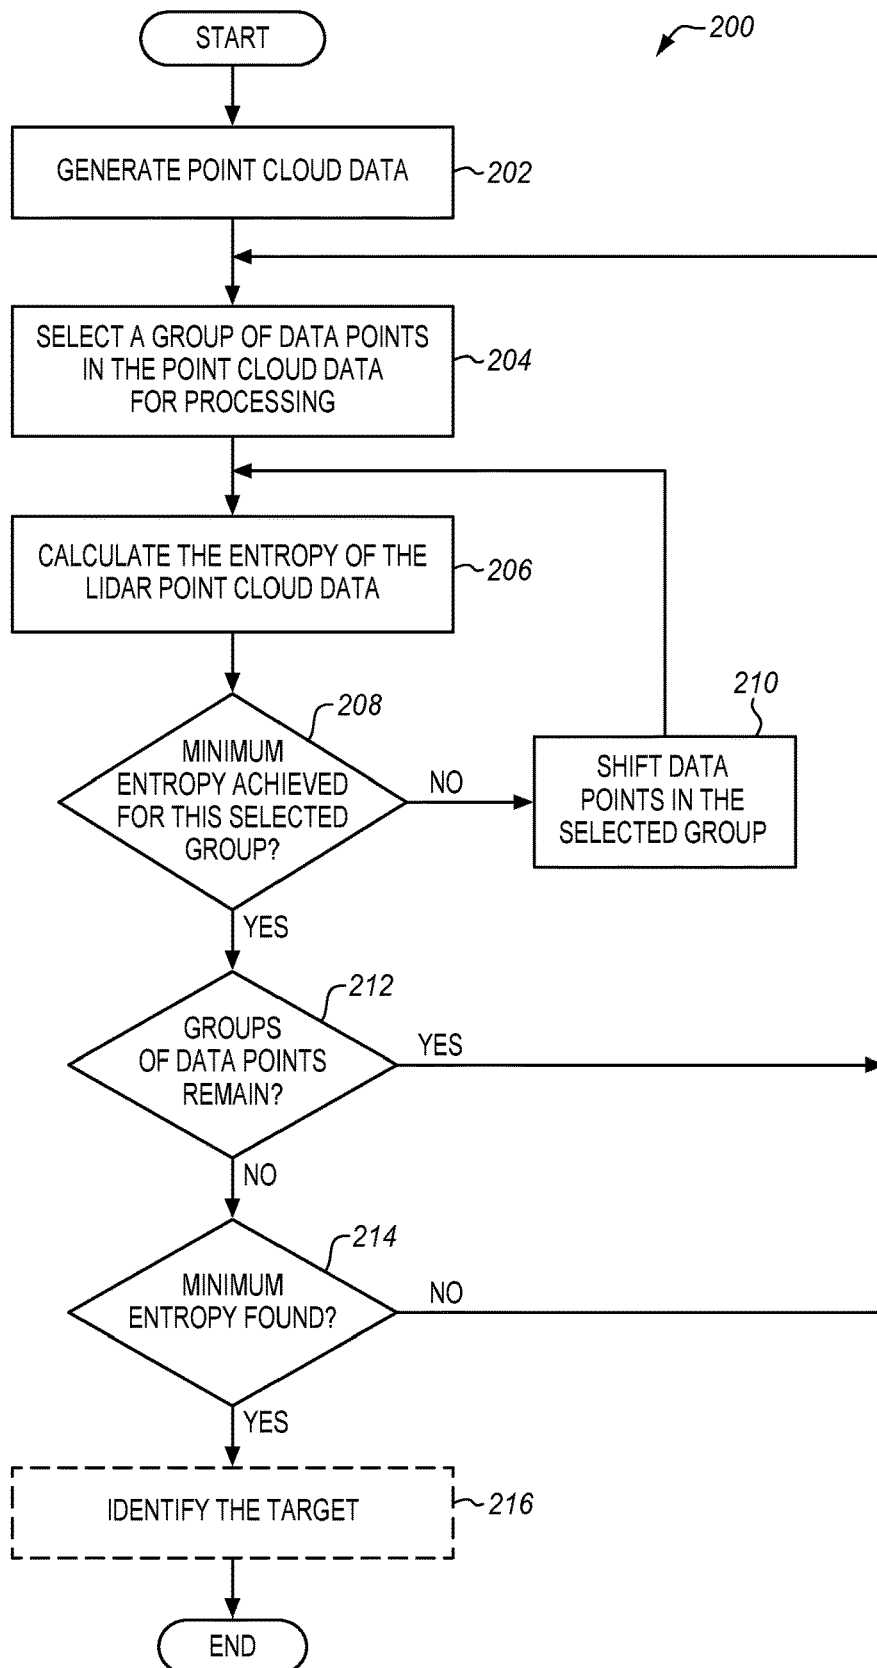 START
200
GENERATE POINT CLOUD DATA
202
SELECT A GROUP OF DATA POINTS
IN THE POINT CLOUD DATA
FOR PROCESSING
204
CALCULATE THE ENTROPY OF THE
LIDAR POINT CLOUD DATA
206
208
MINIMUM
ENTROPY ACHIEVED
FOR THIS SELECTED
GROUP?
NO
210
SHIFT DATA
POINTS IN THE
SELECTED GROUP
YES
212
GROUPS
OF DATA POINTS
REMAIN?
YES
NO
214
MINIMUM
ENTROPY FOUND?
NO
YES
IDENTIFY THE TARGET
216
END